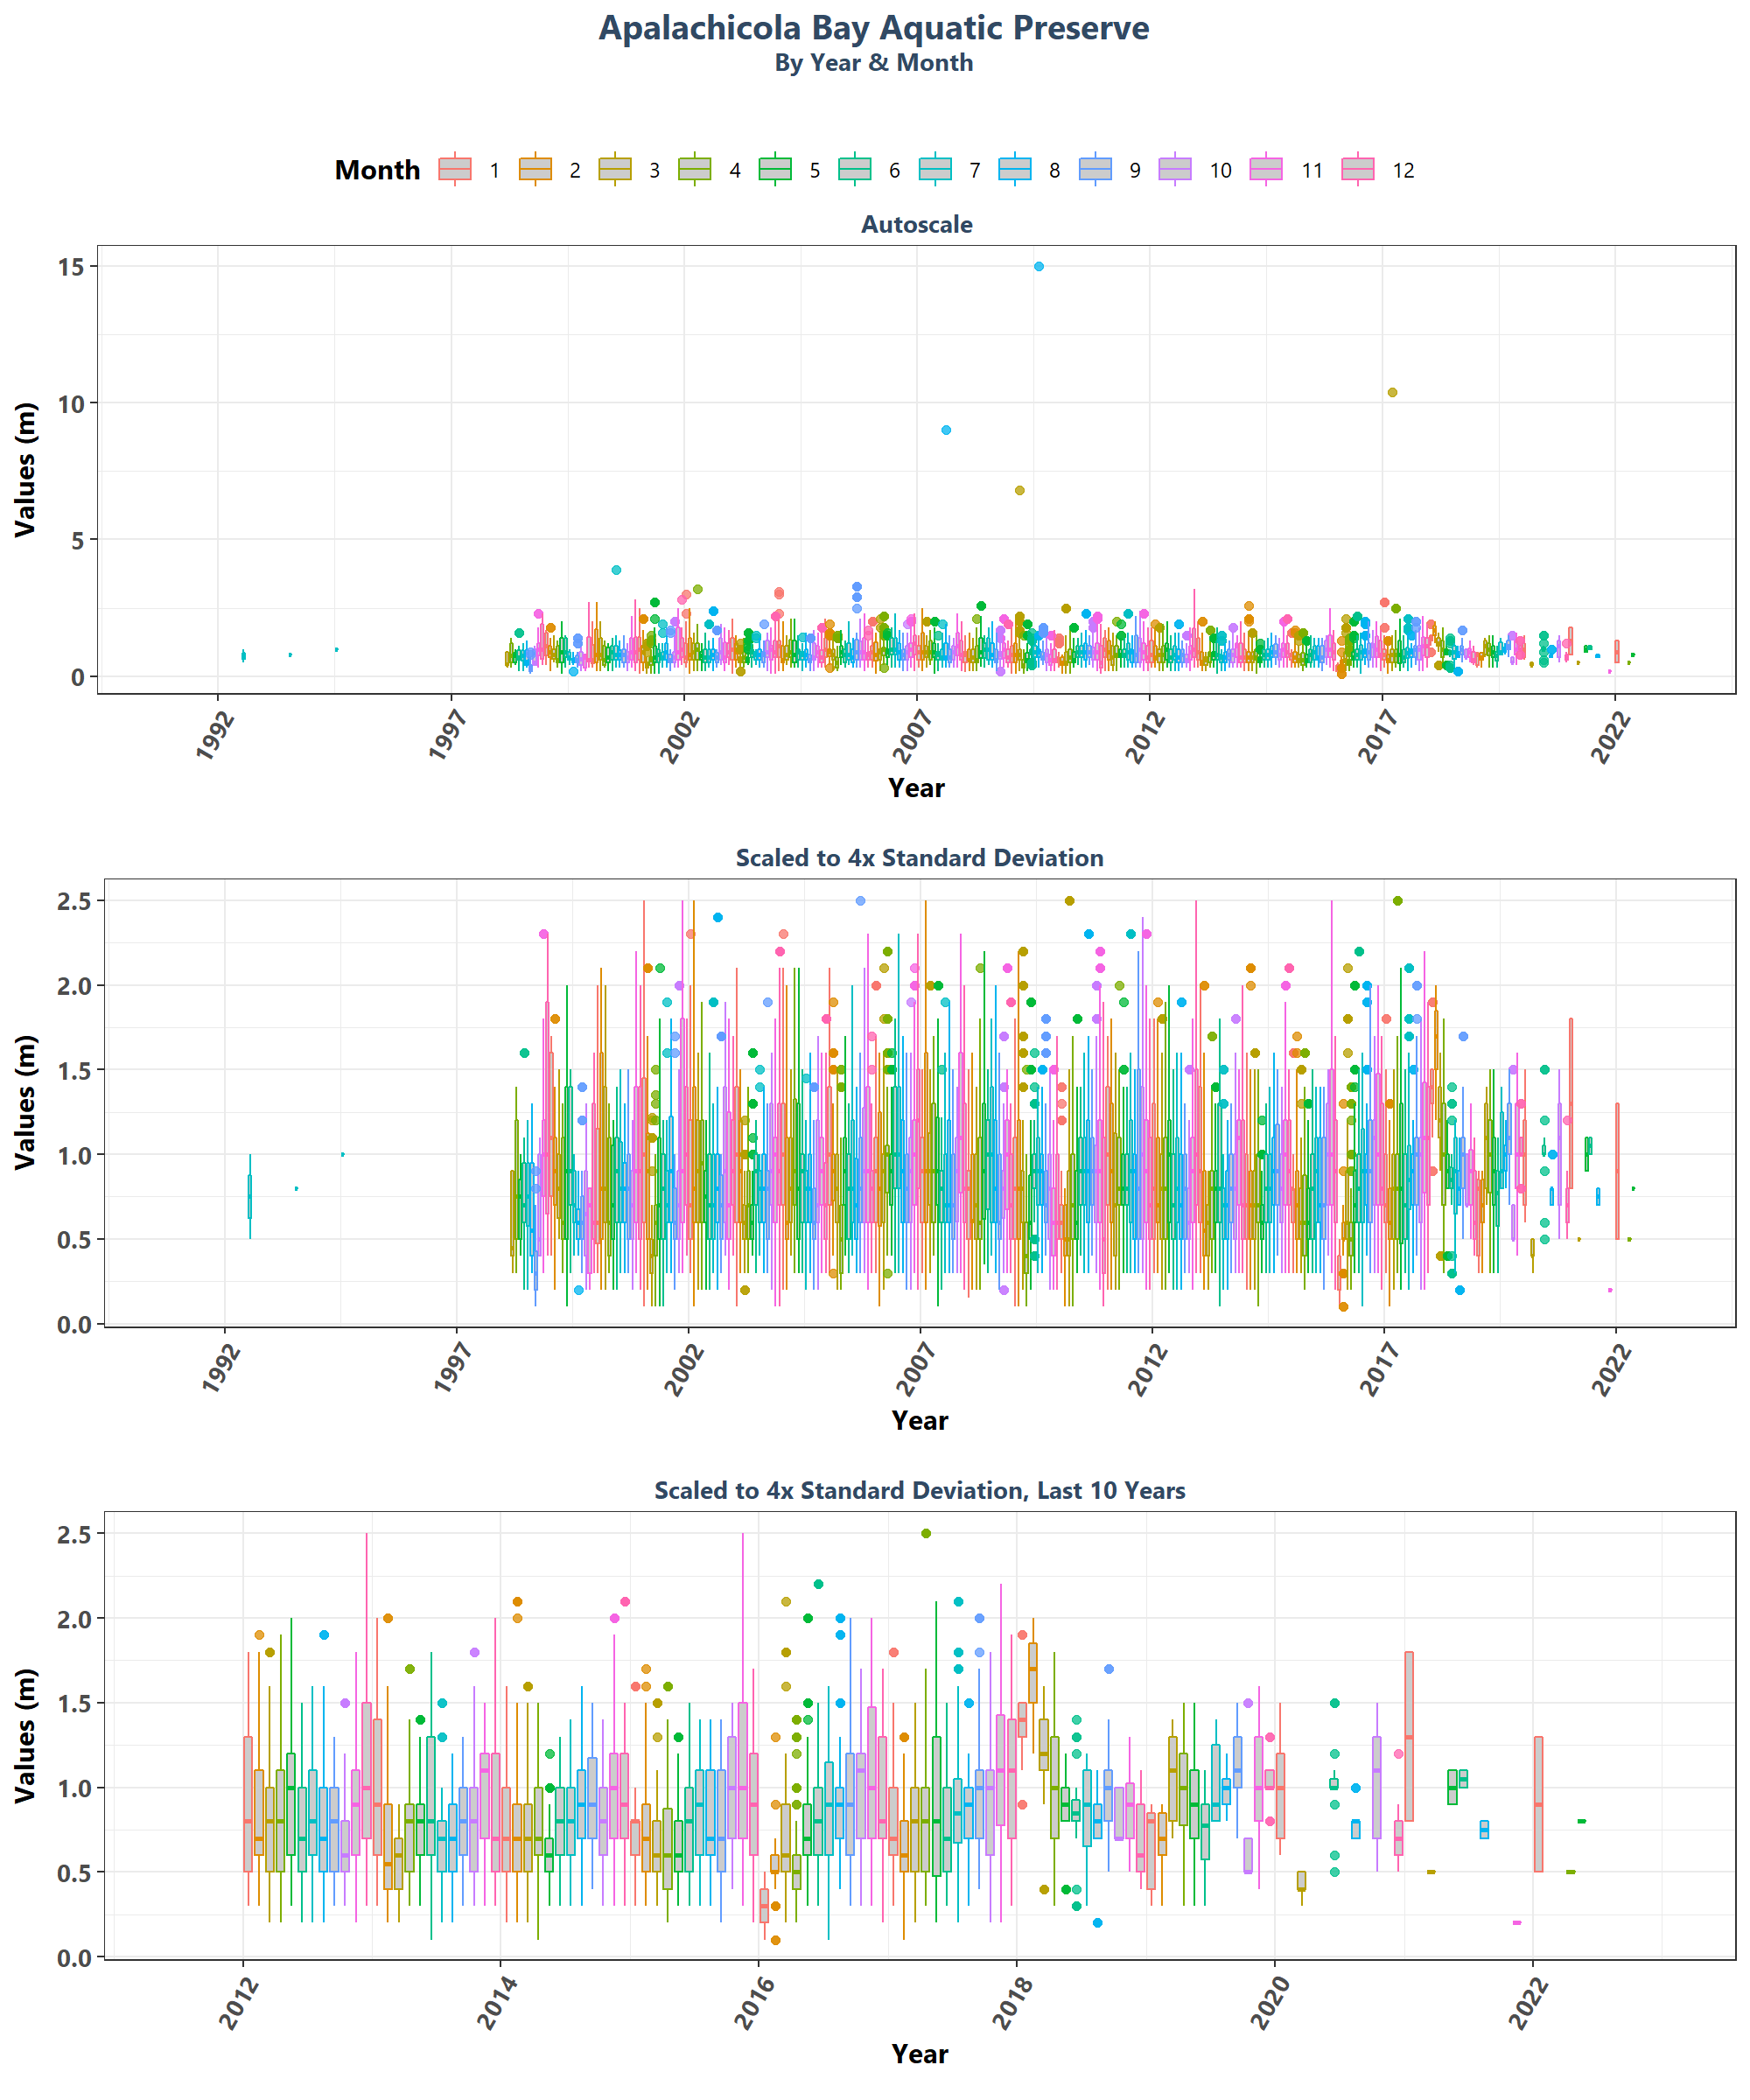 Apalachicola Bay Aquatic Preserve
By Year & Month
Month 1 2 3 4 5 6 7 8 9 10 11 12
Autoscale
Values (m)
15
10
5
0
1992 1997 2002 2007 2012 2017 2022
Year
Scaled to 4x Standard Deviation
Values (m)
2.5
2.0
1.5
1.0
0.5
0.0
1992 1997 2002 2007 2012 2017 2022
Year
Scaled to 4x Standard Deviation, Last 10 Years
Values (m)
2.5
2.0
1.5
1.0
0.5
0.0
2012 2014 2016 2018 2020 2022
Year